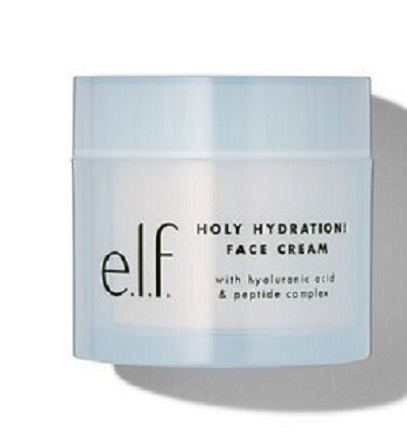 e.l.f.
HOLY HYDRATION!
FACE CREAM
with hyaluronic acid
& peptide complex